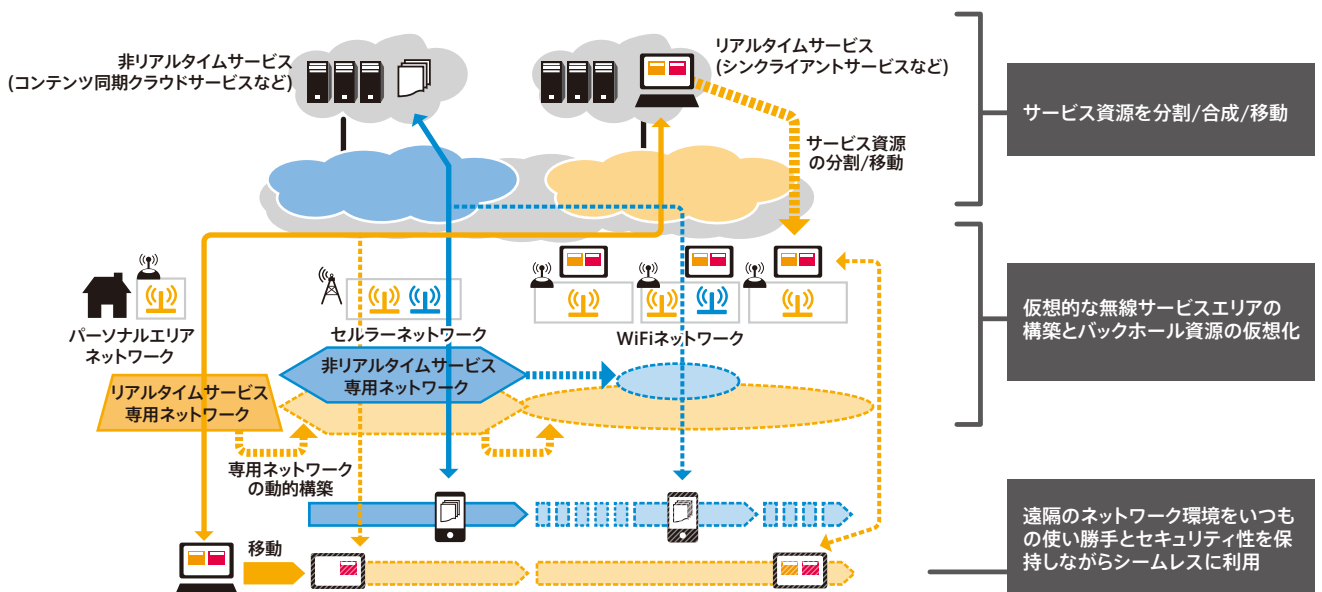 非リアルタイムサービス
(コンテンツ同期クラウドサービスなど)
リアルタイムサービス
(シンクライアントサービスなど)
サービス資源
の分割/移動
サービス資源を分割/合成/移動
パーソナルエリア
ネットワーク
セルラーネットワーク
WiFiネットワーク
仮想的な無線サービスエリアの
構築とバックホール資源の仮想化
リアルタイムサービス
専用ネットワーク
非リアルタイムサービス
専用ネットワーク
専用ネットワーク
の動的構築
移動
遠隔のネットワーク環境をいつも
の使い勝手とセキュリティ性を保
持しながらシームレスに利用